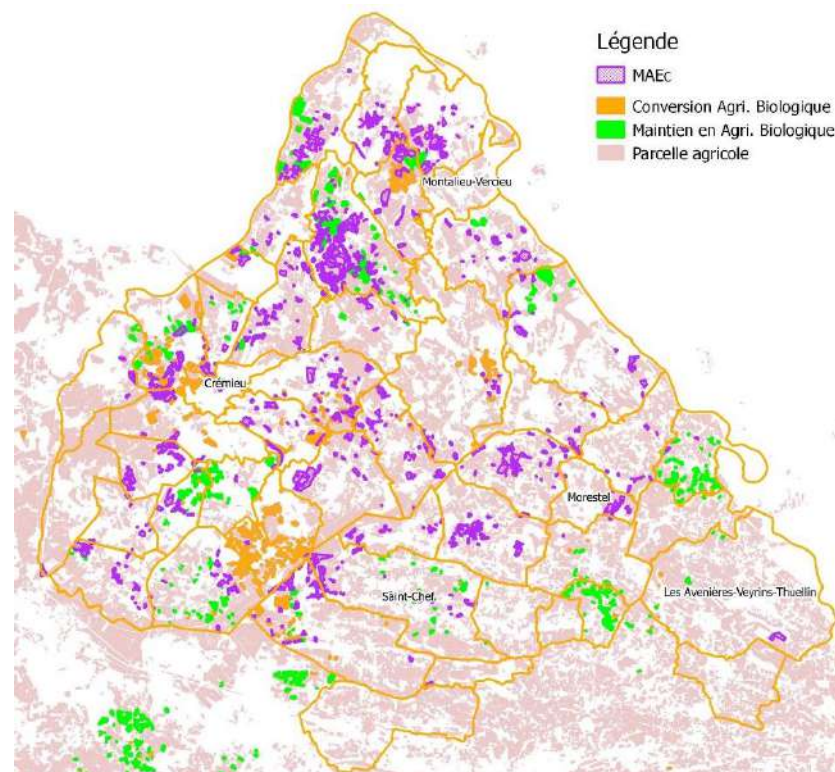 Légende
MAEc
Conversion Agri. Biologique
Maintien en Agri. Biologique
Parcelle agricole
Montalieu-Vercieu
Crémieu
Morestel
Saint-Chef
Les Avenières-Veyrins-Thuellin